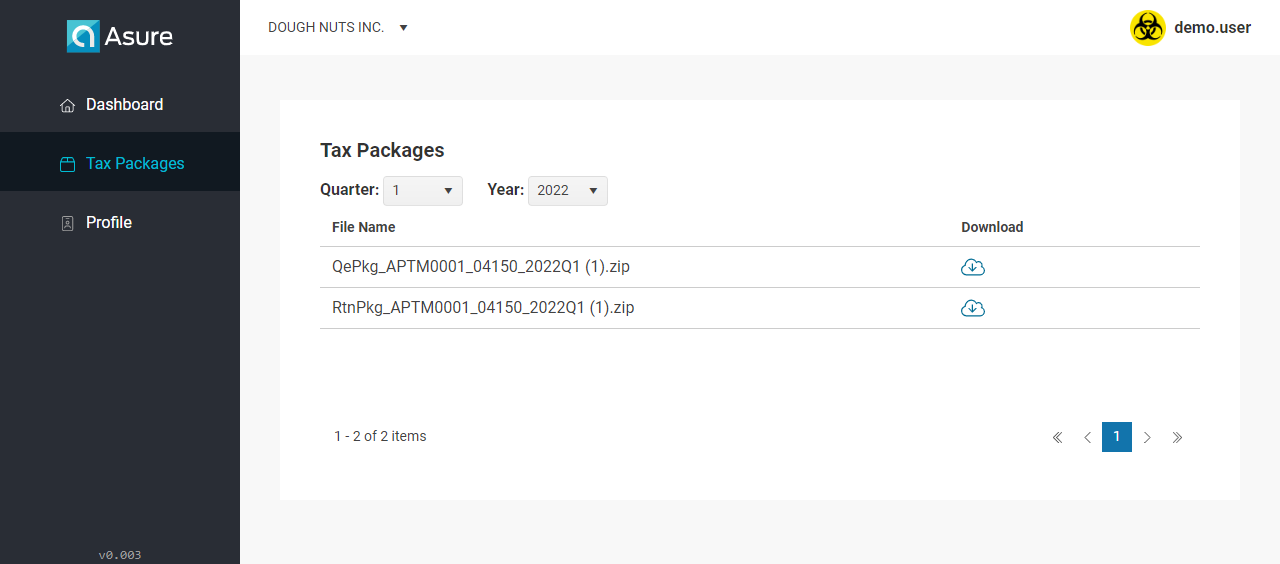 Asure
DOUGH NUTS INC.
demo.user
Dashboard
Tax Packages
Profile
v0.003
Tax Packages
Quarter: 1 Year: 2022
File Name Download
QePkg_APTM0001_04150_2022Q1 (1).zip
RtnPkg_APTM0001_04150_2022Q1 (1).zip
1 - 2 of 2 items
1